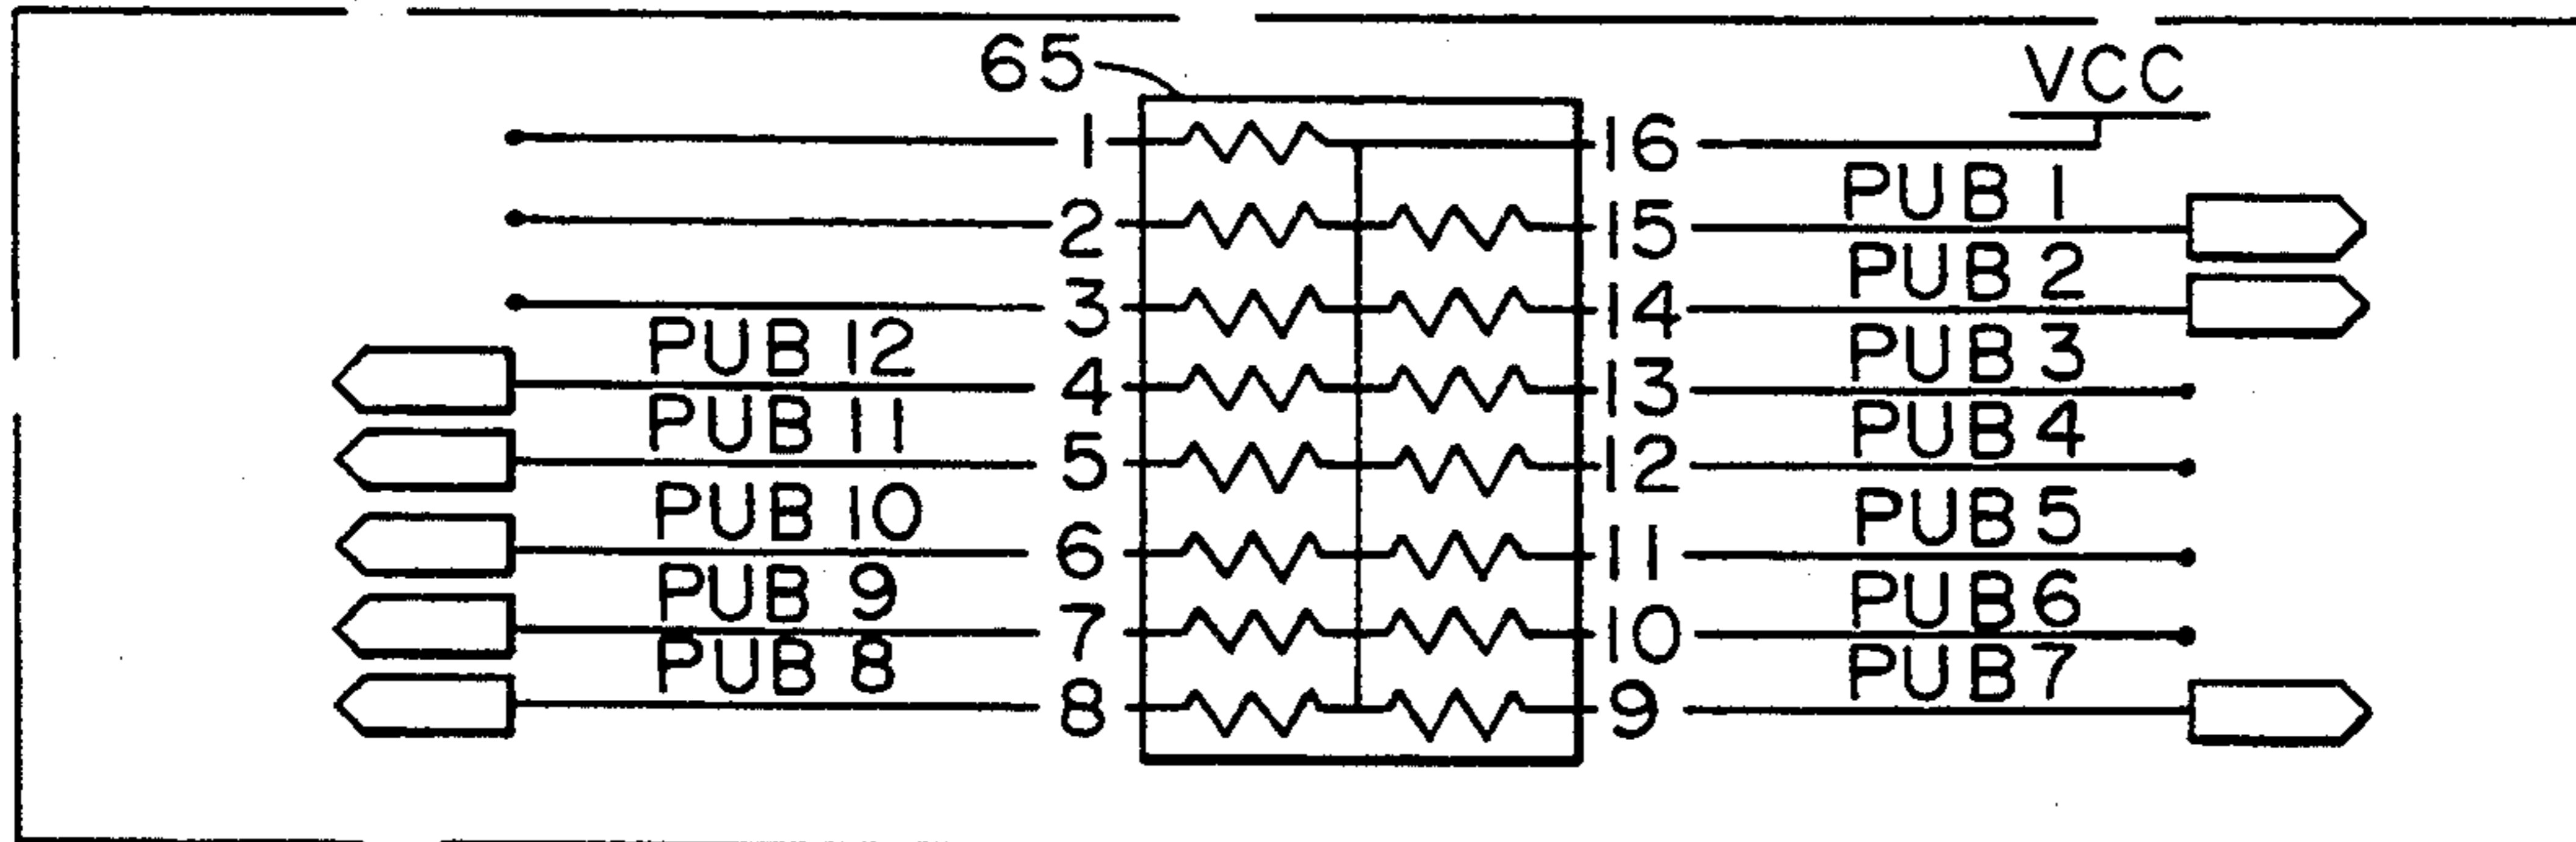 65
VCC
1 16
PUB 1
2 15
PUB 2
3 14
PUB 12 PUB 3
4 13
PUB 11 PUB 4
5 12
PUB 10 PUB 5
6 11
PUB 9 PUB 6
7 10
PUB 8 PUB 7
8 9